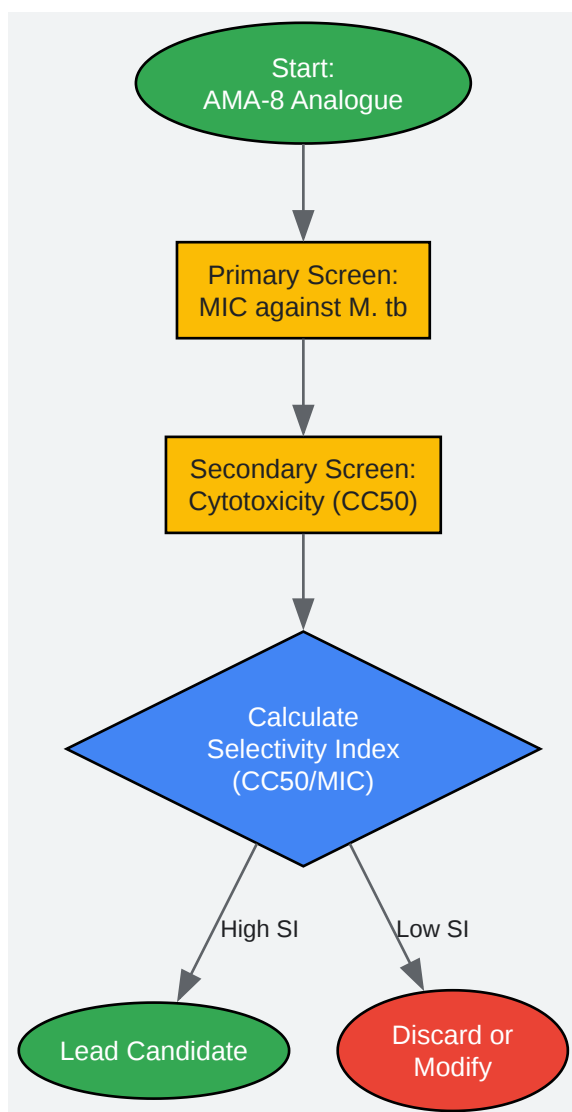 Start:
AMA-8 Analogue
Primary Screen:
MIC against M. tb
Secondary Screen:
Cytotoxicity (CC50)
Calculate
Selectivity Index
(CC50/MIC)
High SI
Low SI
Lead Candidate
Discard or
Modify